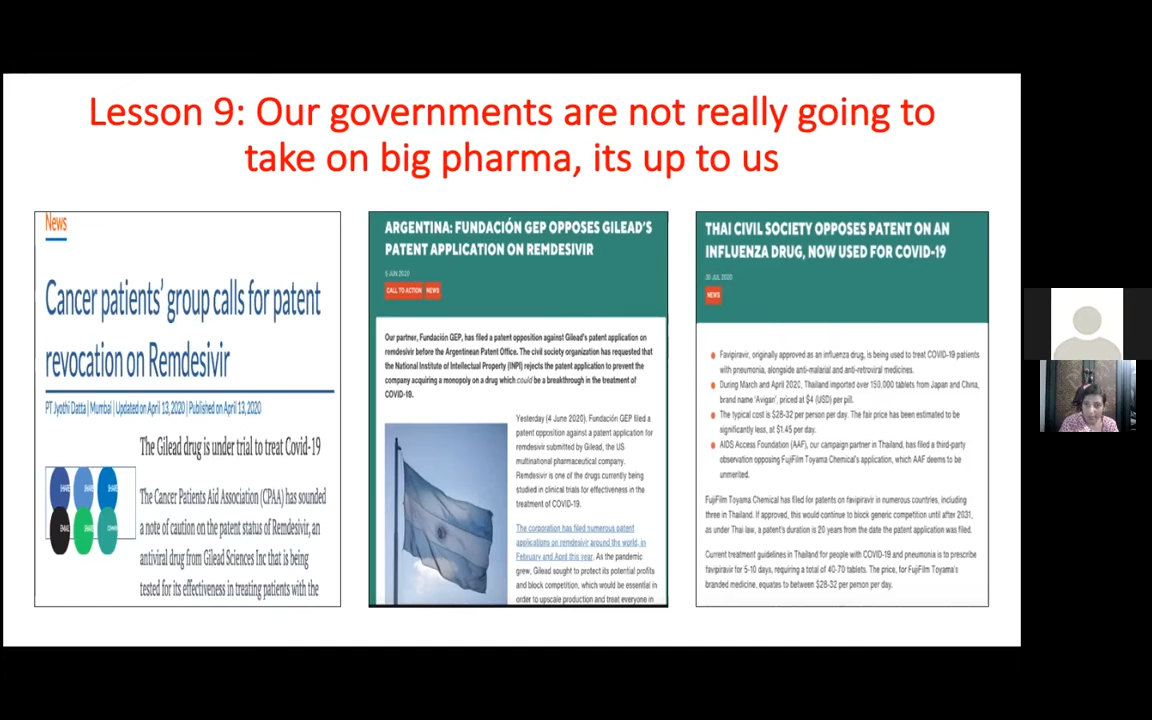 Lesson 9: Our governments are not really going to
take on big pharma, its up to us
News
Cancer patients' group calls for patent
revocation on Remdesivir
PT Jyothi Datta | Mumbai | Updated on April 13, 2020 | Published on April 13, 2020
The Gilead drug is under trial to treat Covid-19
SHARE
SHARE
SHARE
EMAIL
SHARE
The Cancer Patients Aid Association (CPAA) has sounded
a note of caution on the patent status of Remdesivir, an
antiviral drug from Gilead Sciences Inc that is being
tested for its effectiveness in treating patients with the
ARGENTINA: FUNDACIÓN GEP OPPOSES GILEAD'S
PATENT APPLICATION ON REMDESIVIR
5 JUN 2020
CALL TO ACTION
NEWS
Our partner, Fundación GEP, has filed a patent opposition against Gilead's patent application on
remdesivir before the Argentinean Patent Office. The civil society organization has requested that
the National Institute of Intellectual Property (INPI) rejects the patent application to prevent the
company acquiring a monopoly on a drug which could be a breakthrough in the treatment of
COVID-19.
Yesterday (4 June 2020), Fundación GEP filed a
patent opposition against a patent application for
remdesivir submitted by Gilead, the US
multinational pharmaceutical company.
Remdesivir is one of the drugs currently being
studied in clinical trials for effectiveness in the
treatment of COVID-19.
The corporation has filed numerous patent
applications on remdesivir around the world, in
February and April this year. As the pandemic
grew, Gilead sought to protect its potential profits
and block competition, which would be essential in
order to upscale production and treat everyone in
THAI CIVIL SOCIETY OPPOSES PATENT ON AN
INFLUENZA DRUG, NOW USED FOR COVID-19
JUL 2020
NEWS
Favipiravir, originally approved as an influenza drug, is being used to treat COVID-19 patients
with pneumonia, alongside anti-malarial and anti-retroviral medicines.
During March and April 2020, Thailand imported over 150,000 tablets from Japan and China,
brand name 'Avigan', priced at $4 (USD) per pill.
The typical cost is $28-32 per person per day. The fair price has been estimated to be
significantly less, at $1.45 per day.
AIDS Access Foundation (AAF), our campaign partner in Thailand, has filed a third-party
observation opposing FujiFilm Toyama Chemical's application, which AAF deems to be
unmerited.
FujiFilm Toyama Chemical has filed for patents on favipiravir in numerous countries, including
three in Thailand. If approved, this would continue to block generic competition until after 2031,
as under Thai law, a patent's duration is 20 years from the date the patent application was filed.
Current treatment guidelines in Thailand for people with COVID-19 and pneumonia is to prescribe
favipiravir for 5-10 days, requiring a total of 40-70 tablets. The price, for FujiFilm Toyama's
branded medicine, equates to between $28-32 per person per day.